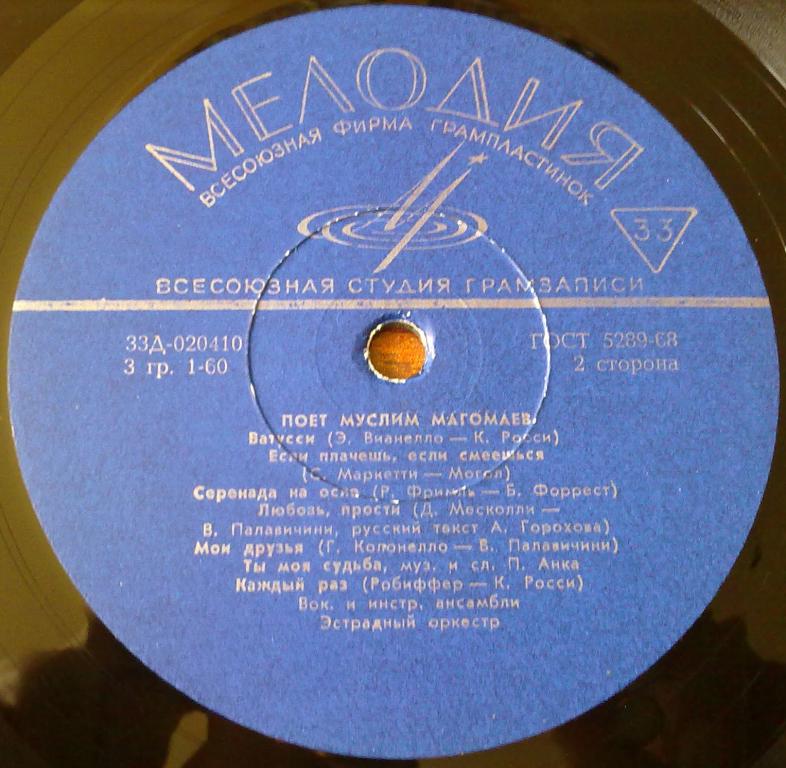 МЕЛОДИЯ
ВСЕСОЮЗНАЯ ФИРМА ГРАМПЛАСТИНОК
33
ВСЕСОЮЗНАЯ СТУДИЯ ГРАМЗАПИСИ
33Д-020410
3 гр. 1-60
ГОСТ 5289-68
2 сторона
ПОЕТ МУСЛИМ МАГОМАЕВ
Ватусси (Э. Вианелло — К. Росси)
Если плачешь, если смеешься
(С. Маркетти — Могол)
Серенада на осле (Р. Фримль — Б. Форрест)
Любовь, прости (Д. Месколли —
В. Палавичини, русский текст А. Горохова)
Мои друзья (Г. Колонелло — В. Палавичини)
Ты моя судьба, муз. и сл. П. Анка
Каждый раз (Робиффер — К. Росси)
Вок. и инстр. ансамбли
Эстрадный оркестр